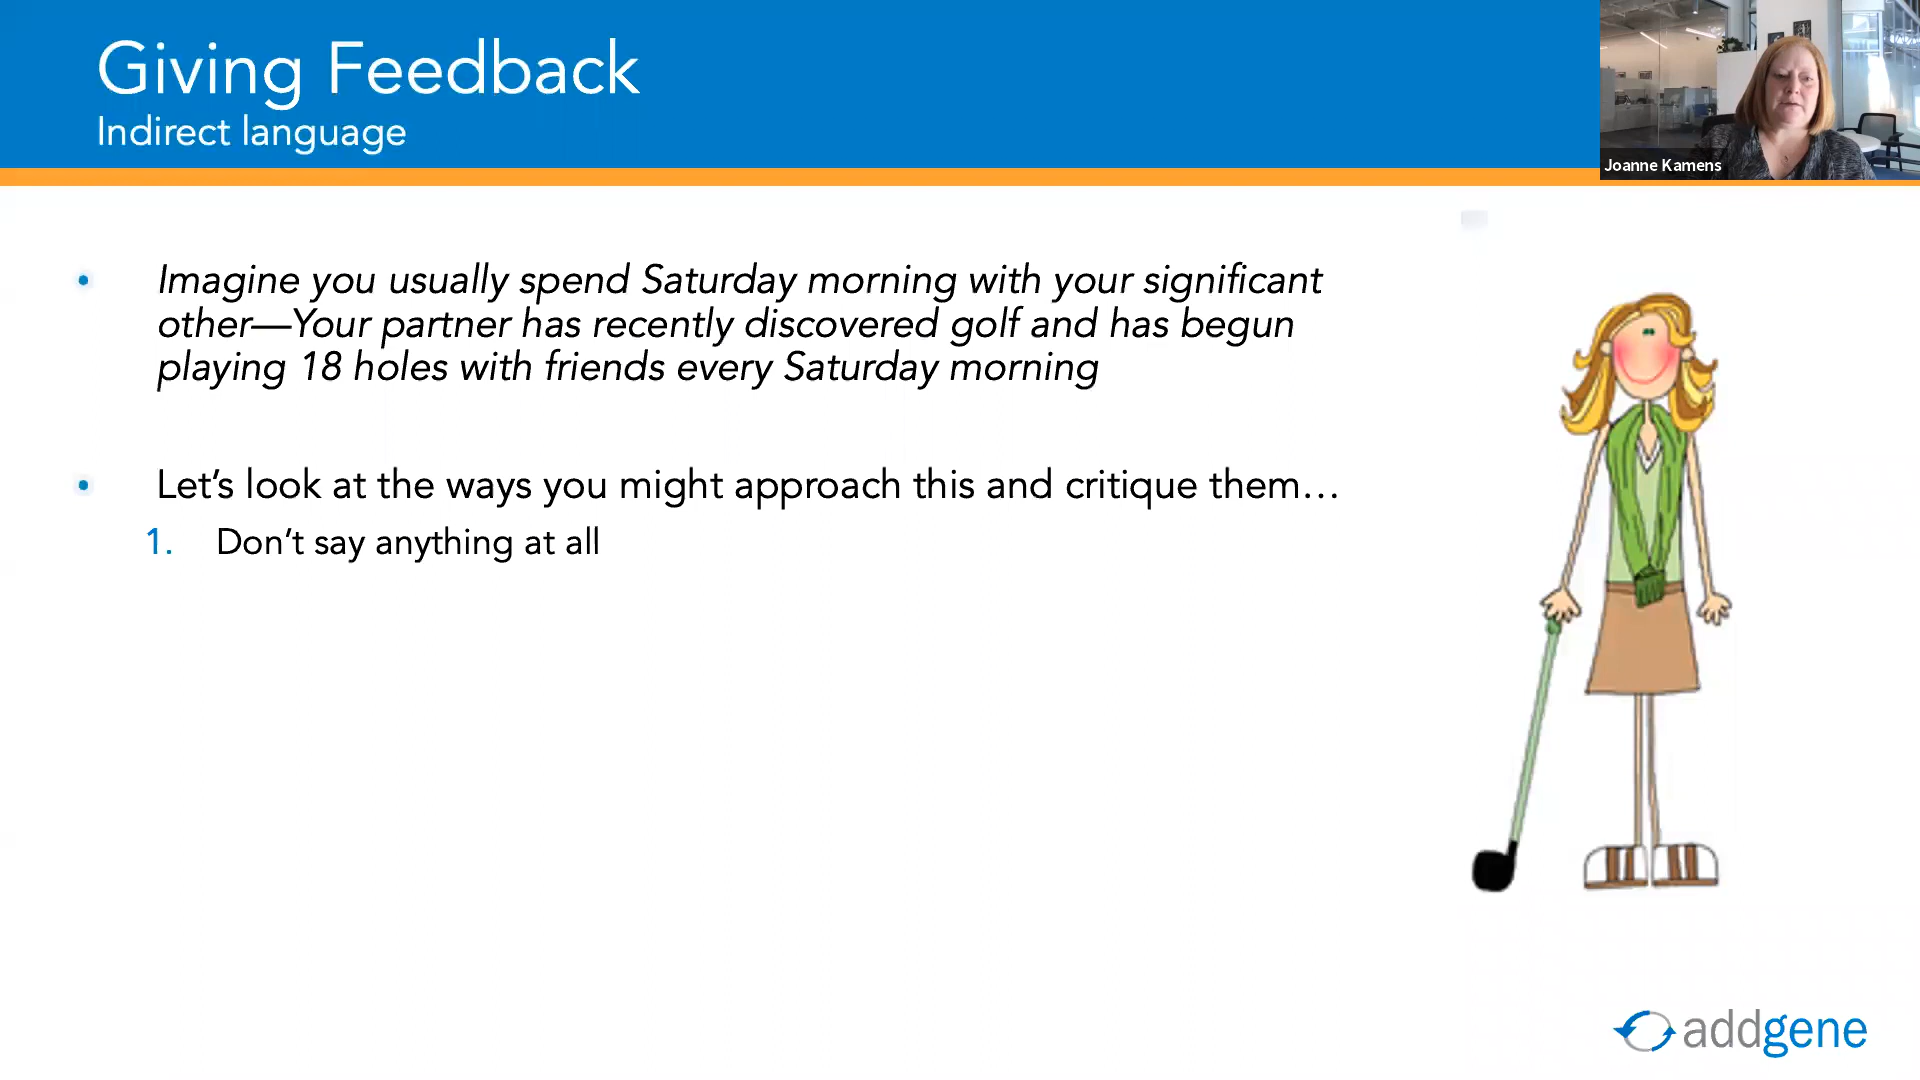 Giving Feedback
Indirect language
Joanne Kamens
• Imagine you usually spend Saturday morning with your significant
other—Your partner has recently discovered golf and has begun
playing 18 holes with friends every Saturday morning
• Let’s look at the ways you might approach this and critique them…
1. Don’t say anything at all
addgene